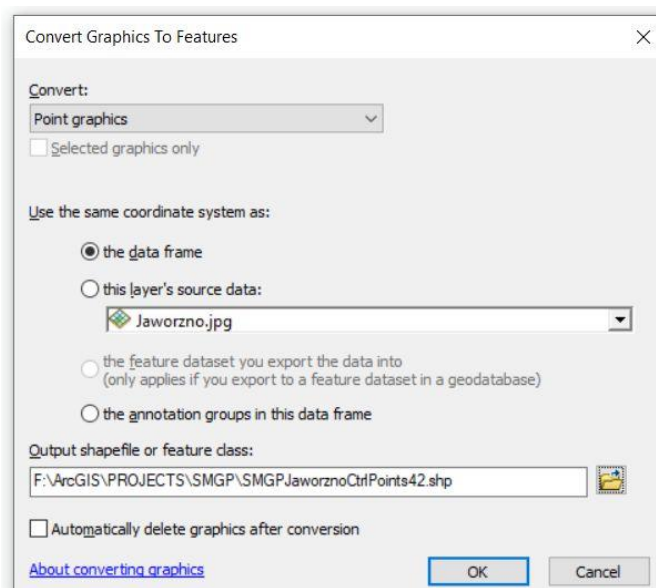 Convert Graphics To Features
Convert:
Point graphics
Selected graphics only
Use the same coordinate system as:
the data frame
this layer's source data:
Jaworzno.jpg
the feature dataset you export the data into
(only applies if you export to a feature dataset in a geodatabase)
the annotation groups in this data frame
Output shapefile or feature class:
F:\ArcGIS\PROJECTS\SMGP\SMGPJaworznoCtrlPoints42.shp
Automatically delete graphics after conversion
About converting graphics
OK Cancel